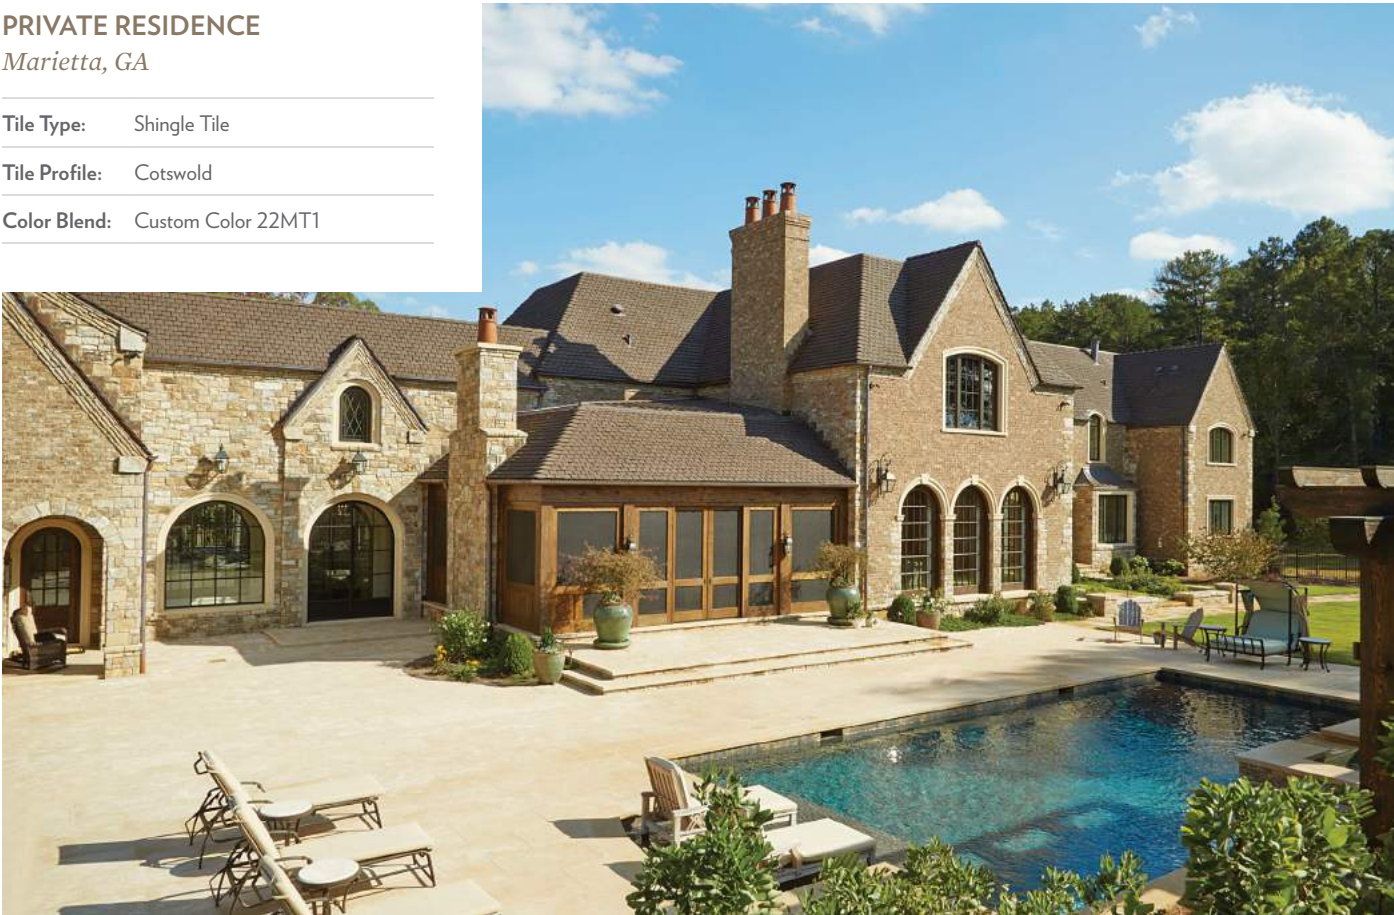 PRIVATE RESIDENCE
Marietta, GA
Tile Type: Shingle Tile
Tile Profile: Cotswold
Color Blend: Custom Color 22MT1